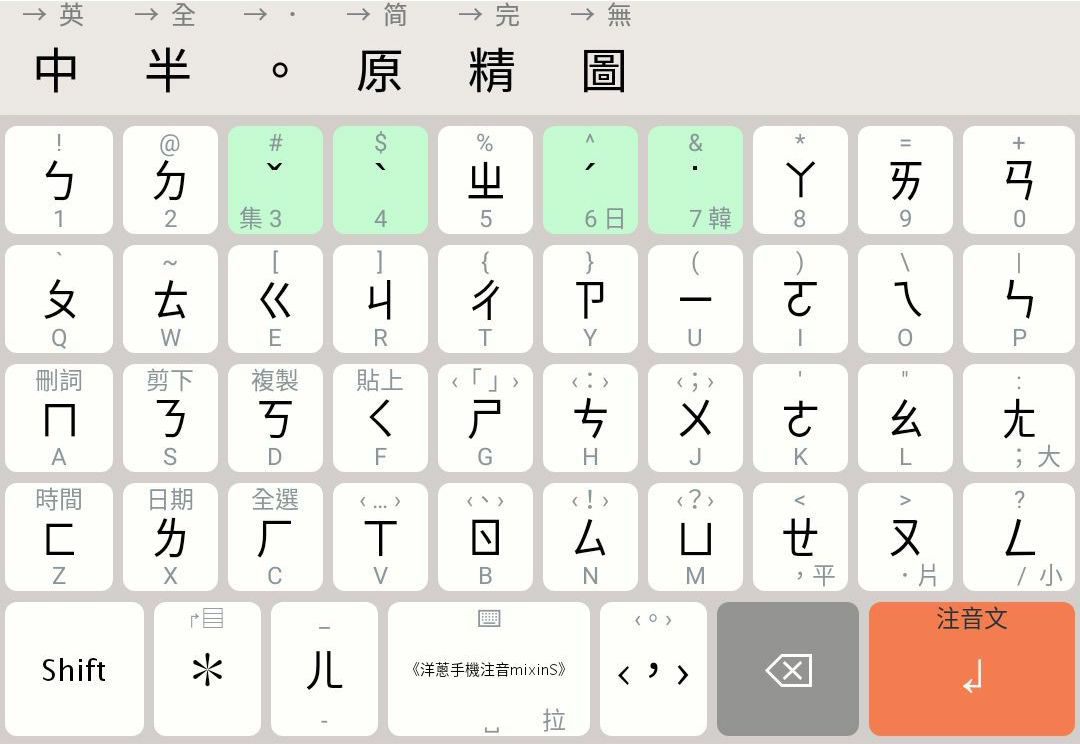 → 英 → 全 → · → 简 → 完 → 無
中 半 。 原 精 圖
! @ # $ % ^ & * = +
ㄅ ㄉ ˇ ˋ ㄓ ˊ ˙ ㄚ ㄞ ㄢ
1 2 集 3 4 5 6 日 7 韓 8 9 0
` ~ [ ] { } ( ) \ |
ㄆ ㄊ ㄍ ㄐ ㄔ ㄗ ㄧ ㄛ ㄟ ㄣ
Q W E R T Y U I O P
刪詞 剪下 複製 貼上 ‹「」› ‹：› ‹；› ' " :
ㄇ ㄋ ㄎ ㄑ ㄕ ㄘ ㄨ ㄜ ㄠ ㄤ
A S D F G H J K L ； 大
時間 日期 全選 ‹…› ‹、› ‹！› ‹？› < > ?
ㄈ ㄌ ㄏ ㄒ ㄖ ㄙ ㄩ ㄝ ㄡ ㄥ
Z X C V B N M ，平 ·片 / 小
_ ‹。› 注音文
Shift ＊ ㄦ 《洋蔥手機注音mixinS》 ‹，›
- ␣ 拉